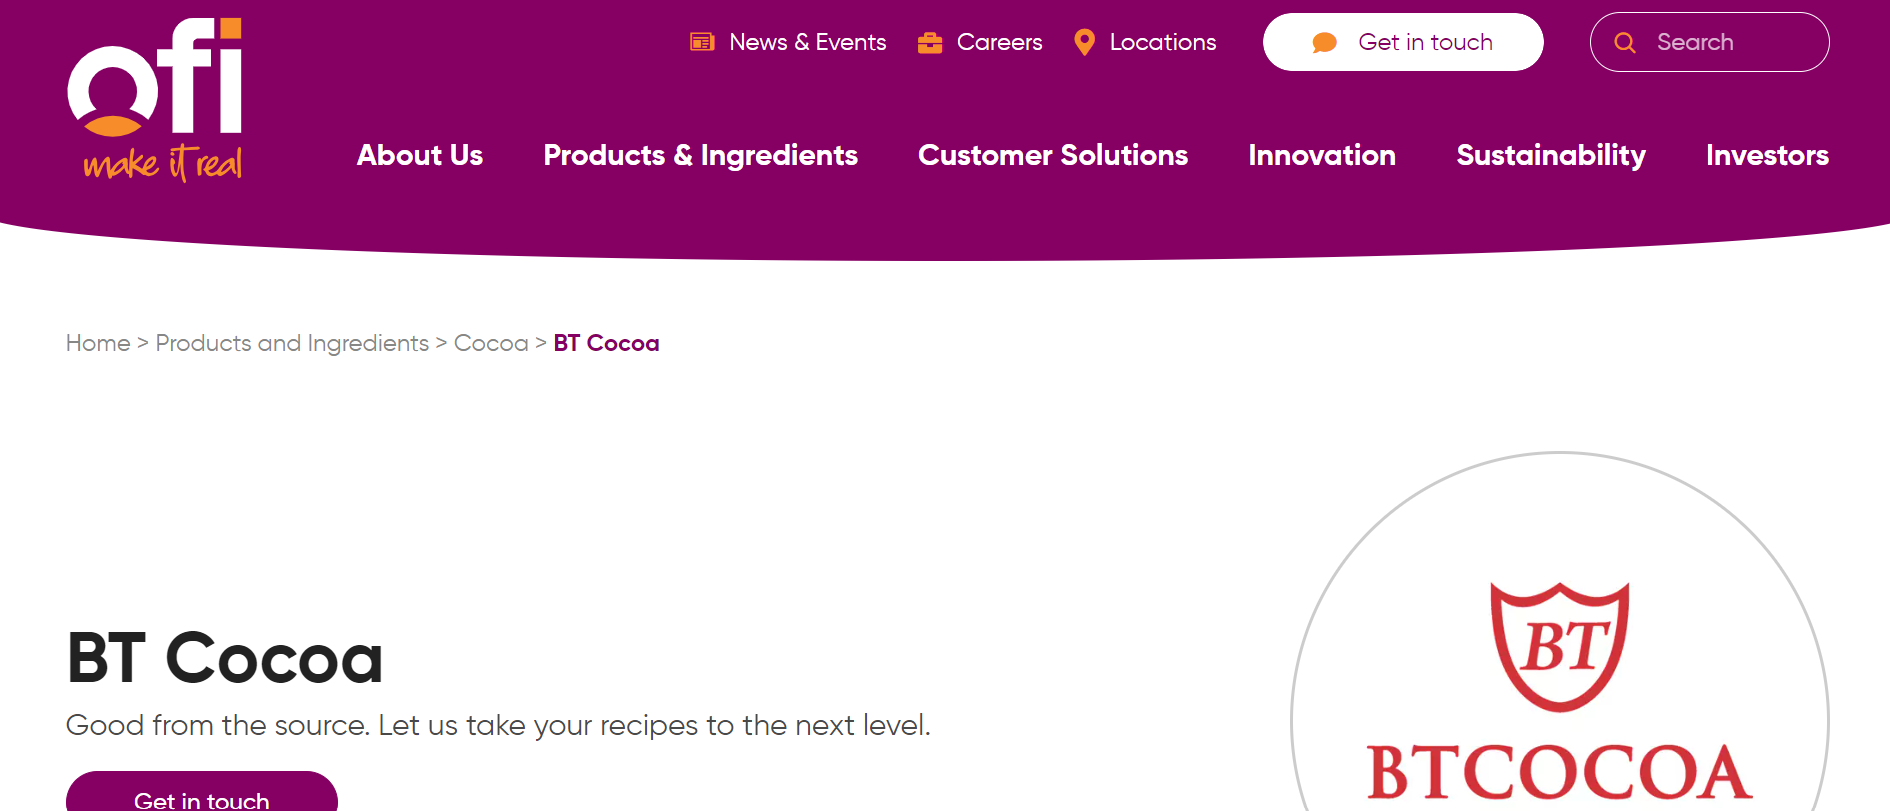 ofi
make it real
News & Events
Careers
Locations
Get in touch
Search
About Us
Products & Ingredients
Customer Solutions
Innovation
Sustainability
Investors
Home > Products and Ingredients > Cocoa > BT Cocoa
BT Cocoa
Good from the source. Let us take your recipes to the next level.
Get in touch
BT
BTCOCOA